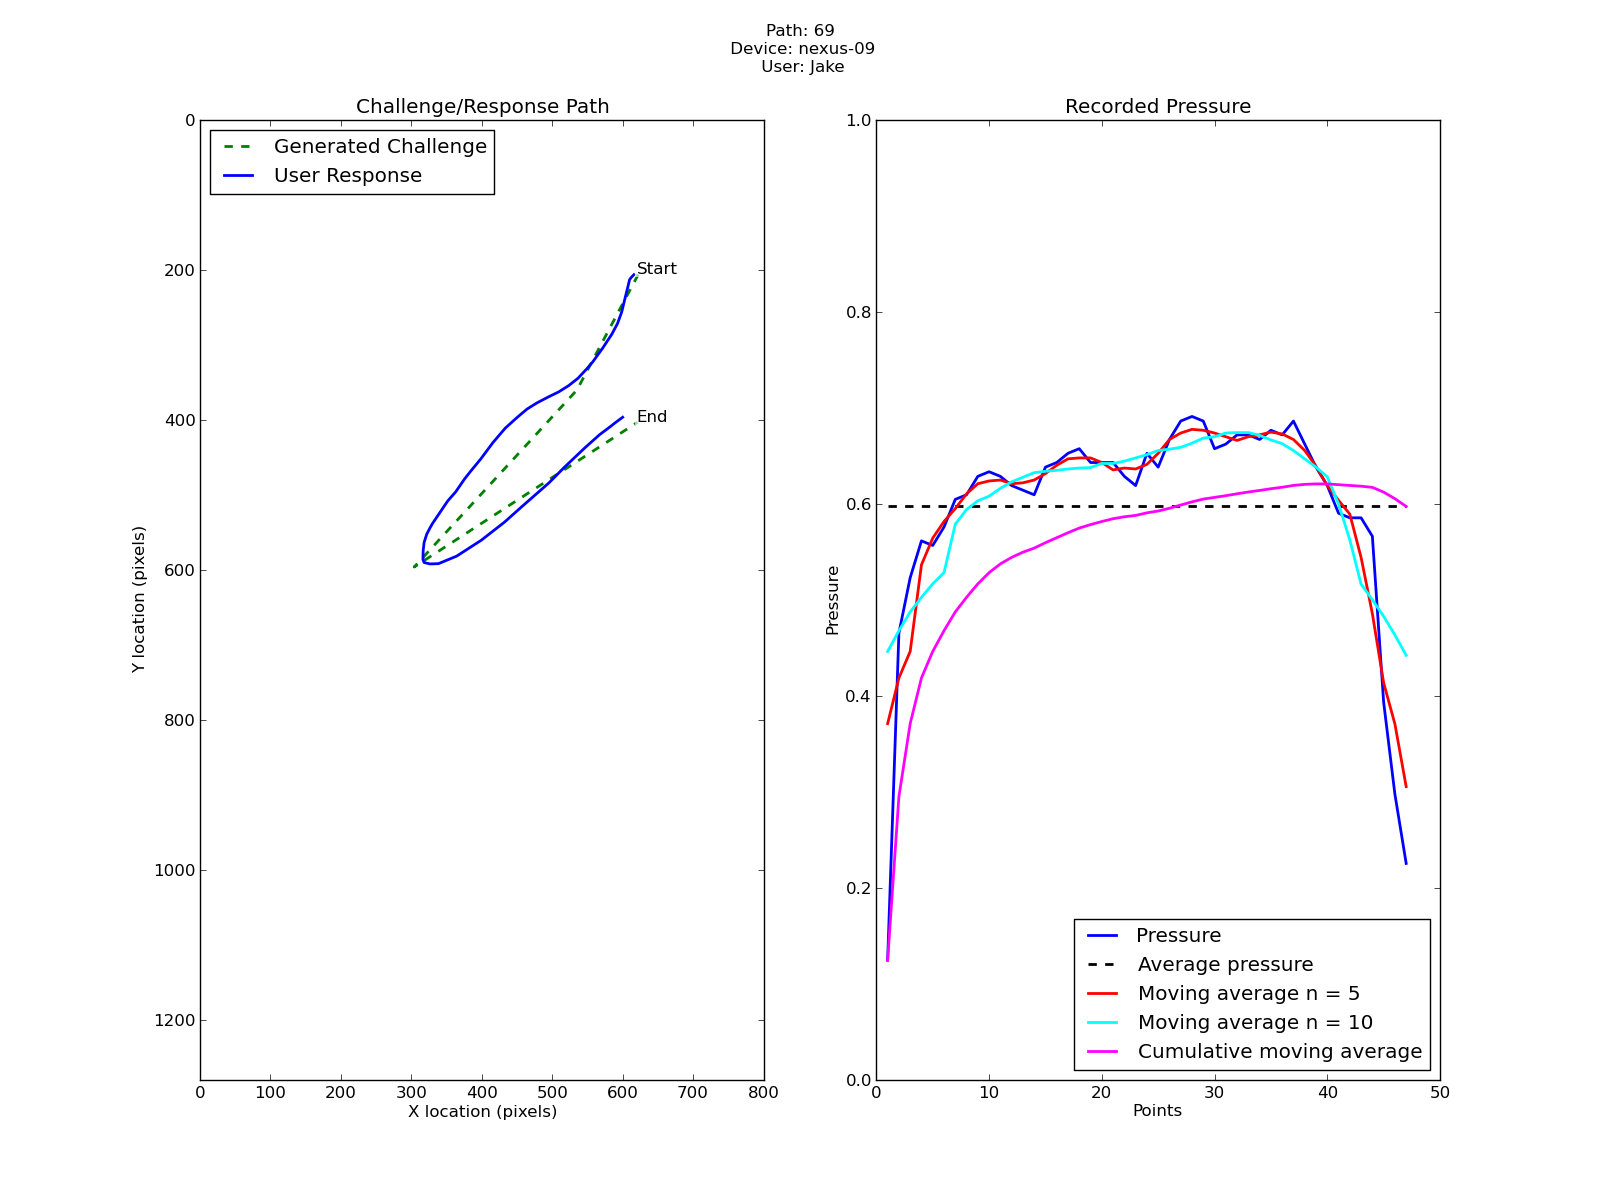 Path: 69
Device: nexus-09
User: Jake
Challenge/Response Path
Generated Challenge
User Response
Start
End
0
200
400
600
800
1000
1200
Y location (pixels)
0 100 200 300 400 500 600 700 800
X location (pixels)
Recorded Pressure
1.0
0.8
0.6
0.4
0.2
0.0
Pressure
Pressure
Average pressure
Moving average n = 5
Moving average n = 10
Cumulative moving average
0 10 20 30 40 50
Points